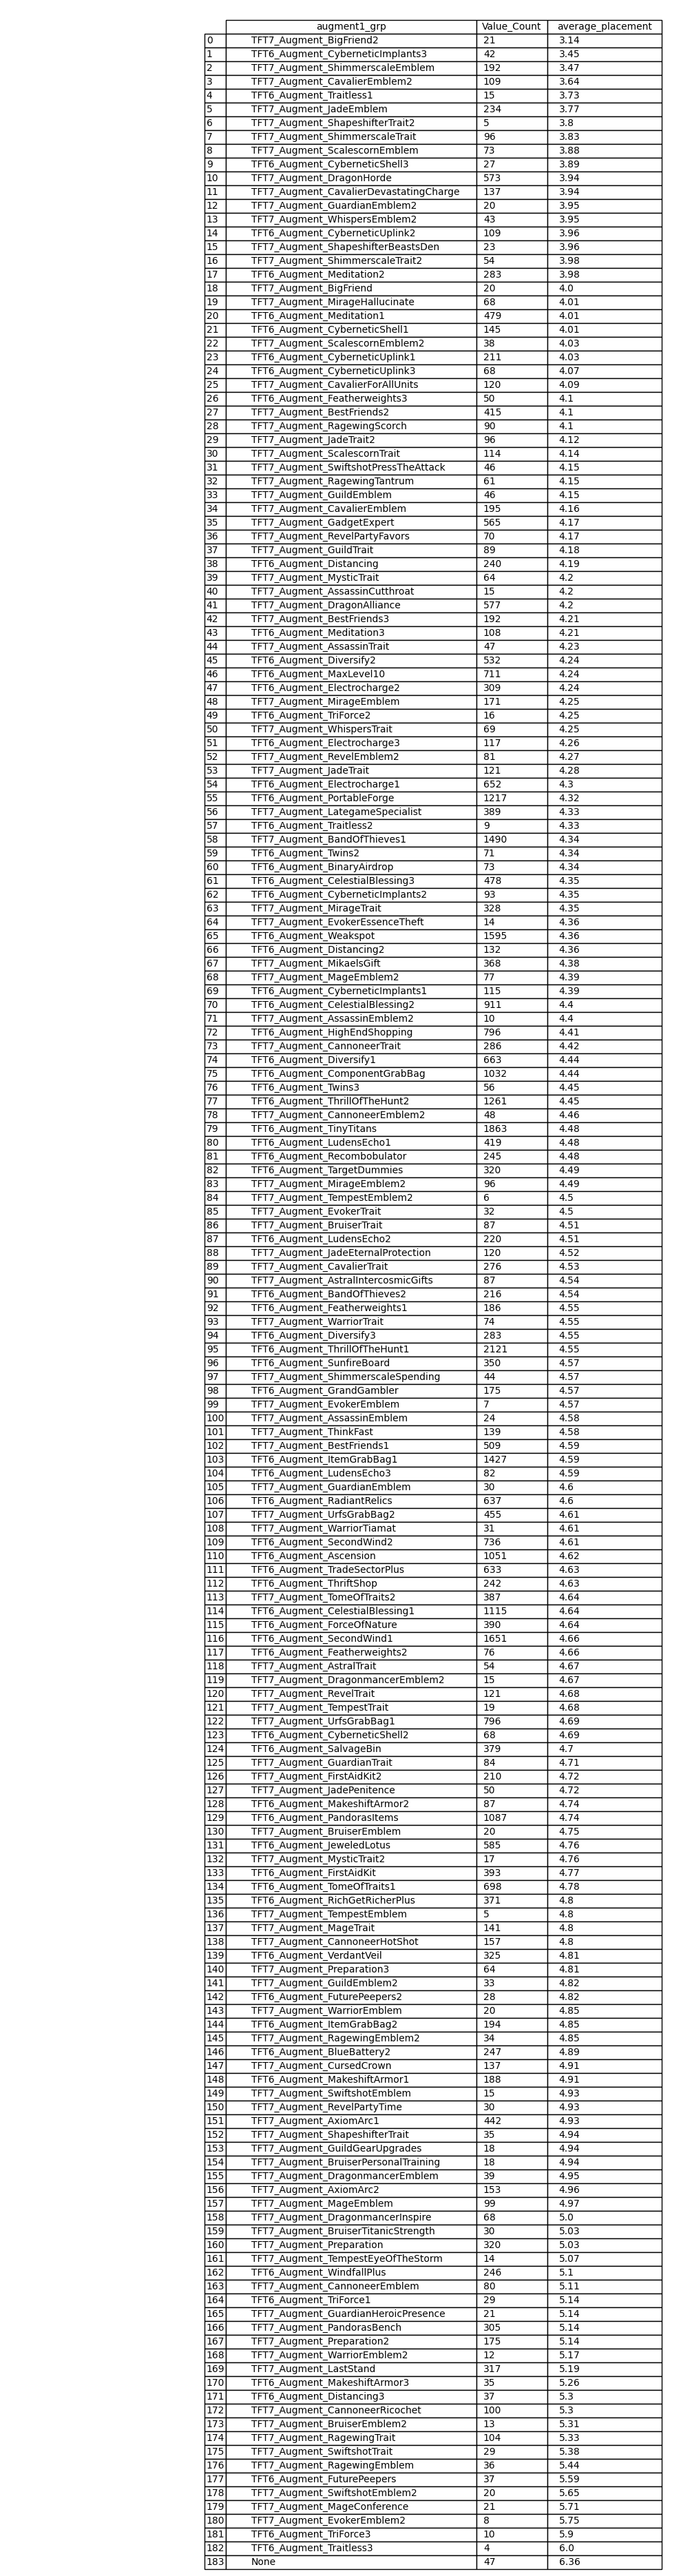 augment1_grp Value_Count average_placement
0 TFT7_Augment_BigFriend2 21 3.14
1 TFT6_Augment_CyberneticImplants3 42 3.45
2 TFT7_Augment_ShimmerscaleEmblem 192 3.47
3 TFT7_Augment_CavalierEmblem2 109 3.64
4 TFT6_Augment_Traitless1 15 3.73
5 TFT7_Augment_JadeEmblem 234 3.77
6 TFT7_Augment_ShapeshifterTrait2 5 3.8
7 TFT7_Augment_ShimmerscaleTrait 96 3.83
8 TFT7_Augment_ScalescornEmblem 73 3.88
9 TFT6_Augment_CyberneticShell3 27 3.89
10 TFT7_Augment_DragonHorde 573 3.94
11 TFT7_Augment_CavalierDevastatingCharge 137 3.94
12 TFT7_Augment_GuardianEmblem2 20 3.95
13 TFT7_Augment_WhispersEmblem2 43 3.95
14 TFT6_Augment_CyberneticUplink2 109 3.96
15 TFT7_Augment_ShapeshifterBeastsDen 23 3.96
16 TFT7_Augment_ShimmerscaleTrait2 54 3.98
17 TFT6_Augment_Meditation2 283 3.98
18 TFT7_Augment_BigFriend 20 4.0
19 TFT7_Augment_MirageHallucinate 68 4.01
20 TFT6_Augment_Meditation1 479 4.01
21 TFT6_Augment_CyberneticShell1 145 4.01
22 TFT7_Augment_ScalescornEmblem2 38 4.03
23 TFT6_Augment_CyberneticUplink1 211 4.03
24 TFT6_Augment_CyberneticUplink3 68 4.07
25 TFT7_Augment_CavalierForAllUnits 120 4.09
26 TFT6_Augment_Featherweights3 50 4.1
27 TFT7_Augment_BestFriends2 415 4.1
28 TFT7_Augment_RagewingScorch 90 4.1
29 TFT7_Augment_JadeTrait2 96 4.12
30 TFT7_Augment_ScalescornTrait 114 4.14
31 TFT7_Augment_SwiftshotPressTheAttack 46 4.15
32 TFT7_Augment_RagewingTantrum 61 4.15
33 TFT7_Augment_GuildEmblem 46 4.15
34 TFT7_Augment_CavalierEmblem 195 4.16
35 TFT7_Augment_GadgetExpert 565 4.17
36 TFT7_Augment_RevelPartyFavors 70 4.17
37 TFT7_Augment_GuildTrait 89 4.18
38 TFT6_Augment_Distancing 240 4.19
39 TFT7_Augment_MysticTrait 64 4.2
40 TFT7_Augment_AssassinCutthroat 15 4.2
41 TFT7_Augment_DragonAlliance 577 4.2
42 TFT7_Augment_BestFriends3 192 4.21
43 TFT6_Augment_Meditation3 108 4.21
44 TFT7_Augment_AssassinTrait 47 4.23
45 TFT6_Augment_Diversify2 532 4.24
46 TFT6_Augment_MaxLevel10 711 4.24
47 TFT6_Augment_Electrocharge2 309 4.24
48 TFT7_Augment_MirageEmblem 171 4.25
49 TFT6_Augment_TriForce2 16 4.25
50 TFT7_Augment_WhispersTrait 69 4.25
51 TFT6_Augment_Electrocharge3 117 4.26
52 TFT7_Augment_RevelEmblem2 81 4.27
53 TFT7_Augment_JadeTrait 121 4.28
54 TFT6_Augment_Electrocharge1 652 4.3
55 TFT6_Augment_PortableForge 1217 4.32
56 TFT7_Augment_LategameSpecialist 389 4.33
57 TFT6_Augment_Traitless2 9 4.33
58 TFT7_Augment_BandOfThieves1 1490 4.34
59 TFT6_Augment_Twins2 71 4.34
60 TFT6_Augment_BinaryAirdrop 73 4.34
61 TFT6_Augment_CelestialBlessing3 478 4.35
62 TFT6_Augment_CyberneticImplants2 93 4.35
63 TFT7_Augment_MirageTrait 328 4.35
64 TFT7_Augment_EvokerEssenceTheft 14 4.36
65 TFT6_Augment_Weakspot 1595 4.36
66 TFT6_Augment_Distancing2 132 4.36
67 TFT7_Augment_MikaelsGift 368 4.38
68 TFT7_Augment_MageEmblem2 77 4.39
69 TFT6_Augment_CyberneticImplants1 115 4.39
70 TFT6_Augment_CelestialBlessing2 911 4.4
71 TFT7_Augment_AssassinEmblem2 10 4.4
72 TFT6_Augment_HighEndShopping 796 4.41
73 TFT7_Augment_CannoneerTrait 286 4.42
74 TFT6_Augment_Diversify1 663 4.44
75 TFT6_Augment_ComponentGrabBag 1032 4.44
76 TFT6_Augment_Twins3 56 4.45
77 TFT6_Augment_ThrillOfTheHunt2 1261 4.45
78 TFT7_Augment_CannoneerEmblem2 48 4.46
79 TFT6_Augment_TinyTitans 1863 4.48
80 TFT6_Augment_LudensEcho1 419 4.48
81 TFT6_Augment_Recombobulator 245 4.48
82 TFT6_Augment_TargetDummies 320 4.49
83 TFT7_Augment_MirageEmblem2 96 4.49
84 TFT7_Augment_TempestEmblem2 6 4.5
85 TFT7_Augment_EvokerTrait 32 4.5
86 TFT7_Augment_BruiserTrait 87 4.51
87 TFT6_Augment_LudensEcho2 220 4.51
88 TFT7_Augment_JadeEternalProtection 120 4.52
89 TFT7_Augment_CavalierTrait 276 4.53
90 TFT7_Augment_AstralIntercosmicGifts 87 4.54
91 TFT6_Augment_BandOfThieves2 216 4.54
92 TFT6_Augment_Featherweights1 186 4.55
93 TFT7_Augment_WarriorTrait 74 4.55
94 TFT6_Augment_Diversify3 283 4.55
95 TFT6_Augment_ThrillOfTheHunt1 2121 4.55
96 TFT6_Augment_SunfireBoard 350 4.57
97 TFT7_Augment_ShimmerscaleSpending 44 4.57
98 TFT6_Augment_GrandGambler 175 4.57
99 TFT7_Augment_EvokerEmblem 7 4.57
100 TFT7_Augment_AssassinEmblem 24 4.58
101 TFT7_Augment_ThinkFast 139 4.58
102 TFT7_Augment_BestFriends1 509 4.59
103 TFT6_Augment_ItemGrabBag1 1427 4.59
104 TFT6_Augment_LudensEcho3 82 4.59
105 TFT7_Augment_GuardianEmblem 30 4.6
106 TFT6_Augment_RadiantRelics 637 4.6
107 TFT7_Augment_UrfsGrabBag2 455 4.61
108 TFT7_Augment_WarriorTiamat 31 4.61
109 TFT6_Augment_SecondWind2 736 4.61
110 TFT6_Augment_Ascension 1051 4.62
111 TFT6_Augment_TradeSectorPlus 633 4.63
112 TFT6_Augment_ThriftShop 242 4.63
113 TFT7_Augment_TomeOfTraits2 387 4.64
114 TFT6_Augment_CelestialBlessing1 1115 4.64
115 TFT6_Augment_ForceOfNature 390 4.64
116 TFT6_Augment_SecondWind1 1651 4.66
117 TFT6_Augment_Featherweights2 76 4.66
118 TFT7_Augment_AstralTrait 54 4.67
119 TFT7_Augment_DragonmancerEmblem2 15 4.67
120 TFT7_Augment_RevelTrait 121 4.68
121 TFT7_Augment_TempestTrait 19 4.68
122 TFT7_Augment_UrfsGrabBag1 796 4.69
123 TFT6_Augment_CyberneticShell2 68 4.69
124 TFT6_Augment_SalvageBin 379 4.7
125 TFT7_Augment_GuardianTrait 84 4.71
126 TFT7_Augment_FirstAidKit2 210 4.72
127 TFT7_Augment_JadePenitence 50 4.72
128 TFT6_Augment_MakeshiftArmor2 87 4.74
129 TFT6_Augment_PandorasItems 1087 4.74
130 TFT7_Augment_BruiserEmblem 20 4.75
131 TFT6_Augment_JeweledLotus 585 4.76
132 TFT7_Augment_MysticTrait2 17 4.76
133 TFT6_Augment_FirstAidKit 393 4.77
134 TFT6_Augment_TomeOfTraits1 698 4.78
135 TFT6_Augment_RichGetRicherPlus 371 4.8
136 TFT7_Augment_TempestEmblem 5 4.8
137 TFT7_Augment_MageTrait 141 4.8
138 TFT7_Augment_CannoneerHotShot 157 4.8
139 TFT6_Augment_VerdantVeil 325 4.81
140 TFT7_Augment_Preparation3 64 4.81
141 TFT7_Augment_GuildEmblem2 33 4.82
142 TFT7_Augment_FuturePeepers2 28 4.82
143 TFT7_Augment_WarriorEmblem 20 4.85
144 TFT6_Augment_ItemGrabBag2 194 4.85
145 TFT7_Augment_RagewingEmblem2 34 4.85
146 TFT6_Augment_BlueBattery2 247 4.89
147 TFT7_Augment_CursedCrown 137 4.91
148 TFT6_Augment_MakeshiftArmor1 188 4.91
149 TFT7_Augment_SwiftshotEmblem 15 4.93
150 TFT7_Augment_RevelPartyTime 30 4.93
151 TFT7_Augment_AxiomArc1 442 4.93
152 TFT7_Augment_ShapeshifterTrait 35 4.94
153 TFT7_Augment_GuildGearUpgrades 18 4.94
154 TFT7_Augment_BruiserPersonalTraining 18 4.94
155 TFT7_Augment_DragonmancerEmblem 39 4.95
156 TFT7_Augment_AxiomArc2 153 4.96
157 TFT7_Augment_MageEmblem 99 4.97
158 TFT7_Augment_DragonmancerInspire 68 5.0
159 TFT7_Augment_BruiserTitanicStrength 30 5.03
160 TFT7_Augment_Preparation 320 5.03
161 TFT7_Augment_TempestEyeOfTheStorm 14 5.07
162 TFT6_Augment_WindfallPlus 246 5.1
163 TFT7_Augment_CannoneerEmblem 80 5.11
164 TFT6_Augment_TriForce1 29 5.14
165 TFT7_Augment_GuardianHeroicPresence 21 5.14
166 TFT7_Augment_PandorasBench 305 5.14
167 TFT7_Augment_Preparation2 175 5.14
168 TFT7_Augment_WarriorEmblem2 12 5.17
169 TFT7_Augment_LastStand 317 5.19
170 TFT6_Augment_MakeshiftArmor3 35 5.26
171 TFT6_Augment_Distancing3 37 5.3
172 TFT7_Augment_CannoneerRicochet 100 5.3
173 TFT7_Augment_BruiserEmblem2 13 5.31
174 TFT7_Augment_RagewingTrait 104 5.33
175 TFT7_Augment_SwiftshotTrait 29 5.38
176 TFT7_Augment_RagewingEmblem 36 5.44
177 TFT7_Augment_FuturePeepers 37 5.59
178 TFT7_Augment_SwiftshotEmblem2 20 5.65
179 TFT7_Augment_MageConference 21 5.71
180 TFT7_Augment_EvokerEmblem2 8 5.75
181 TFT6_Augment_TriForce3 10 5.9
182 TFT6_Augment_Traitless3 4 6.0
183 None 47 6.36